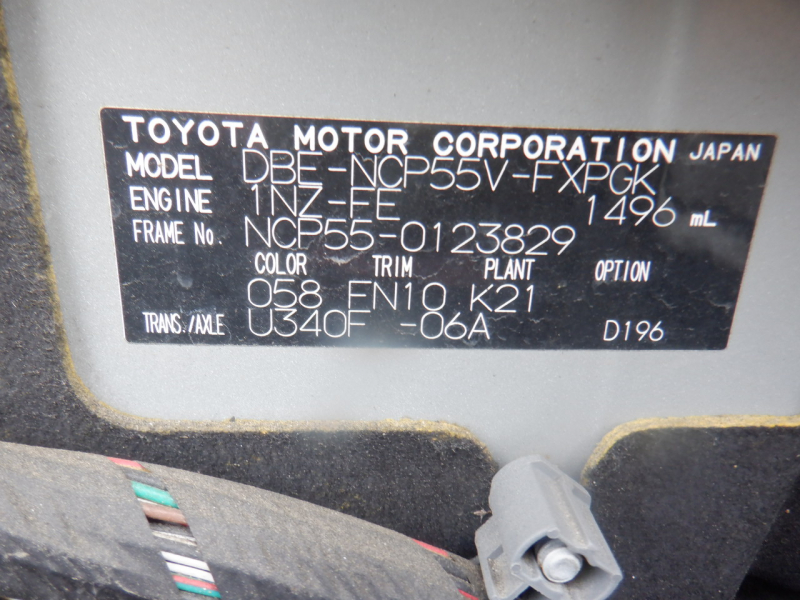 TOYOTA MOTOR CORPORATION JAPAN
MODEL DBE-NCP55V-FXPGK
ENGINE 1NZ-FE 1496 mL
FRAME No. NCP55-0123829
COLOR TRIM PLANT OPTION
058 FN10 K21
TRANS./AXLE U340F -06A D196